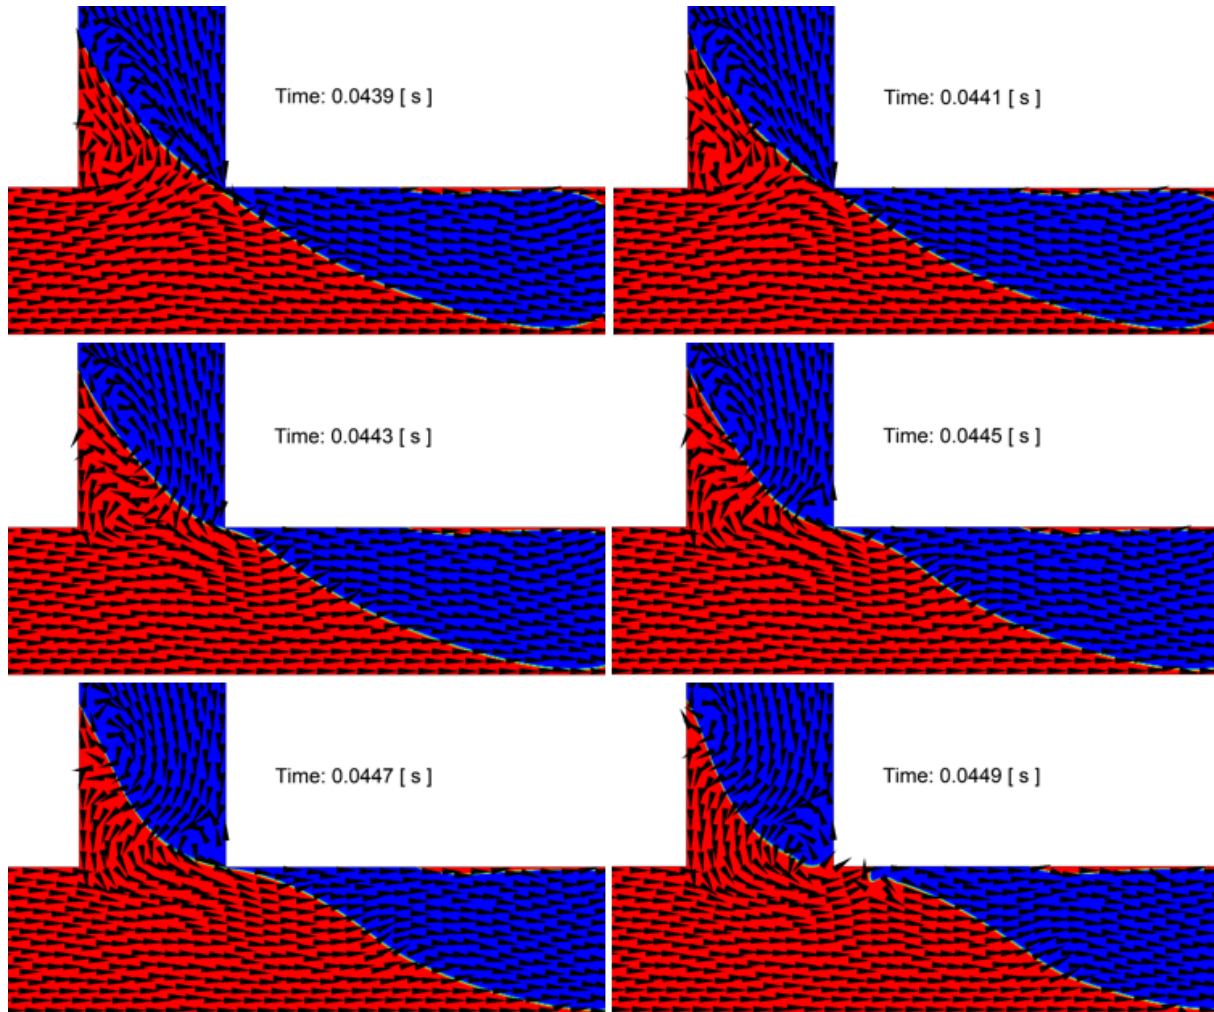 Time: 0.0439 [ s ]
Time: 0.0441 [ s ]
Time: 0.0443 [ s ]
Time: 0.0445 [ s ]
Time: 0.0447 [ s ]
Time: 0.0449 [ s ]